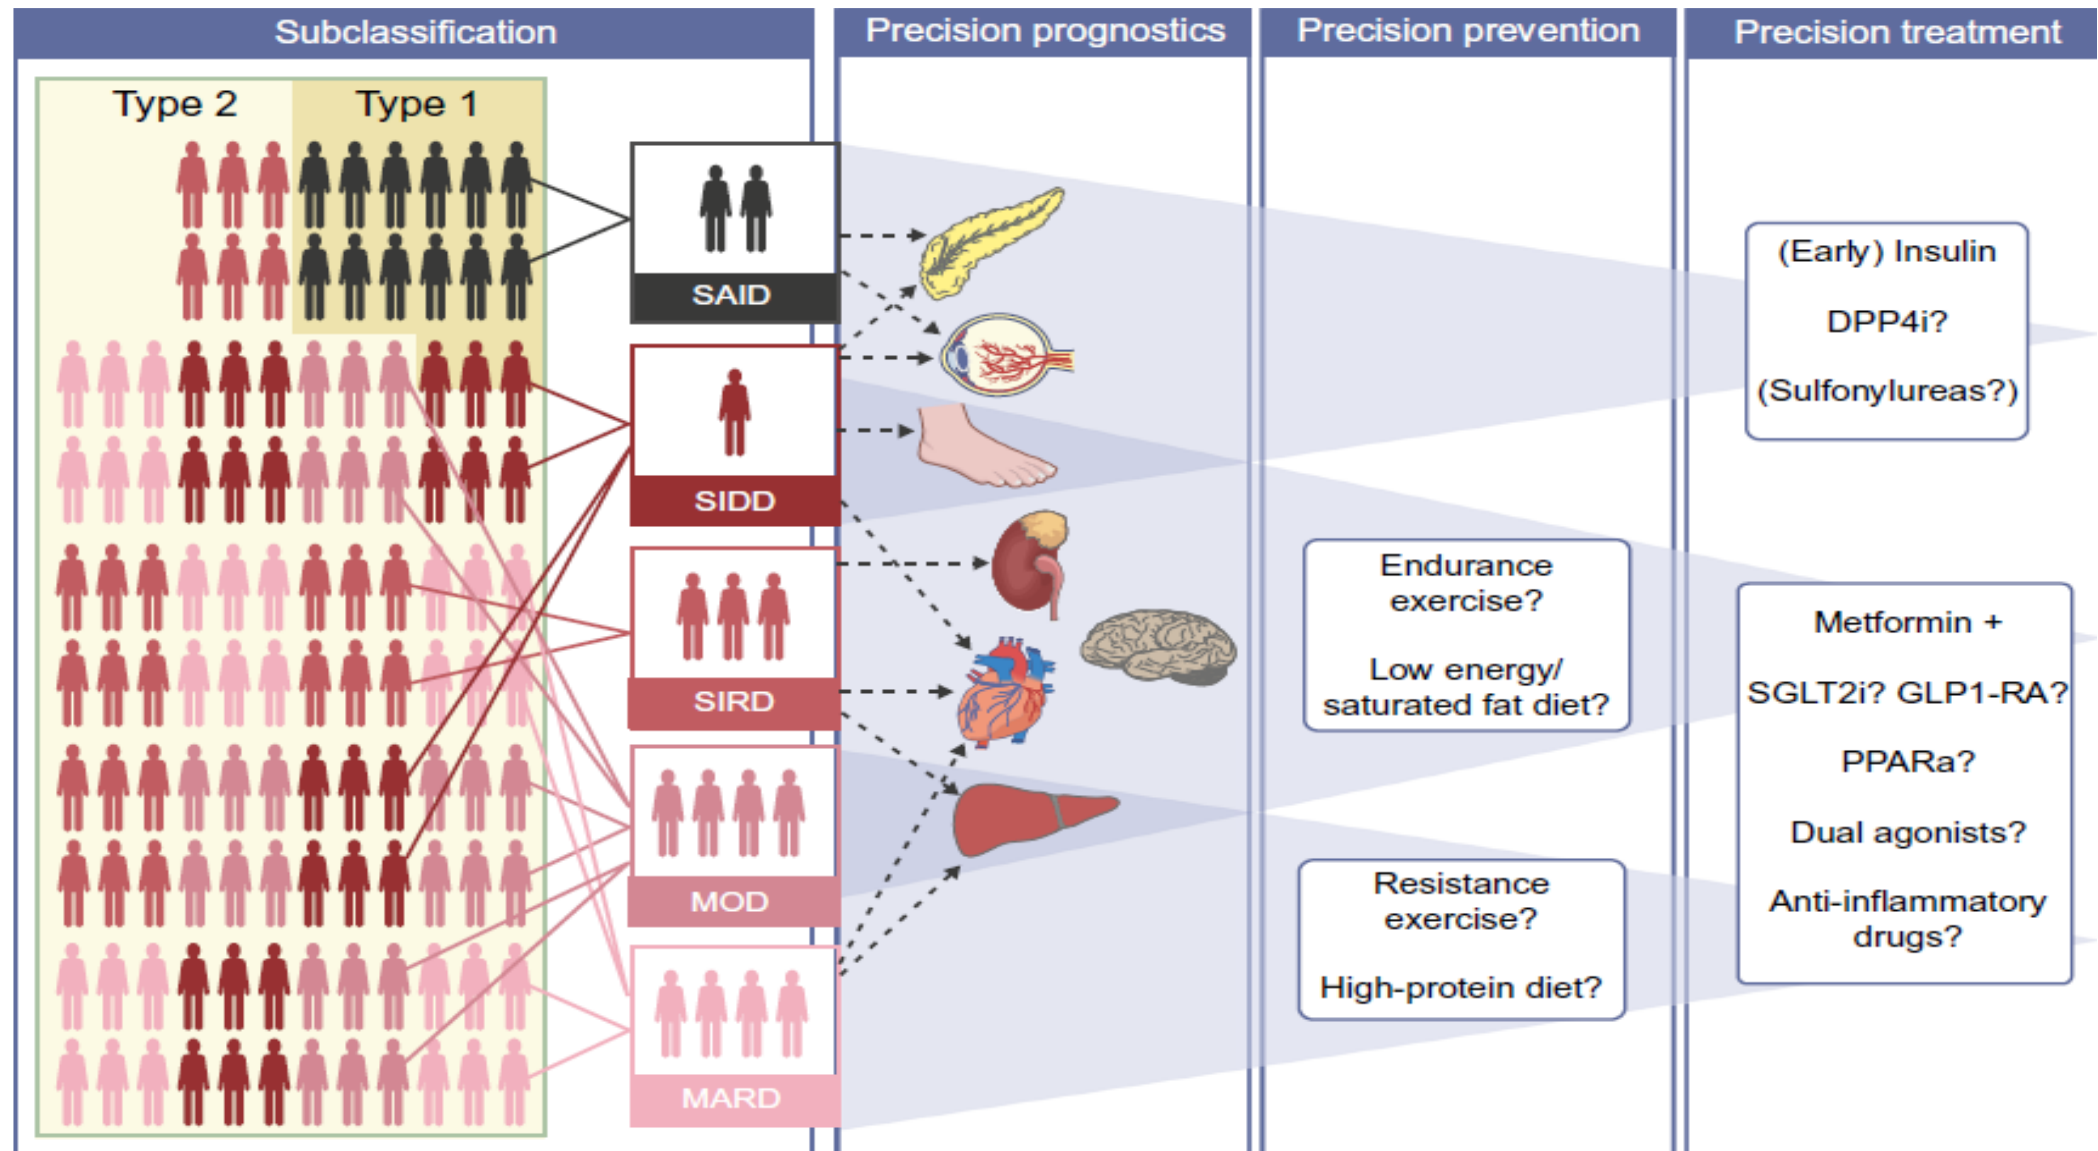 Subclassification
Precision prognostics
Precision prevention
Precision treatment
Type 2
Type 1
SAID
SIDD
SIRD
MOD
MARD
Endurance
exercise?
Low energy/
saturated fat diet?
Resistance
exercise?
High-protein diet?
(Early) Insulin
DPP4i?
(Sulfonylureas?)
Metformin +
SGLT2i? GLP1-RA?
PPARa?
Dual agonists?
Anti-inflammatory
drugs?